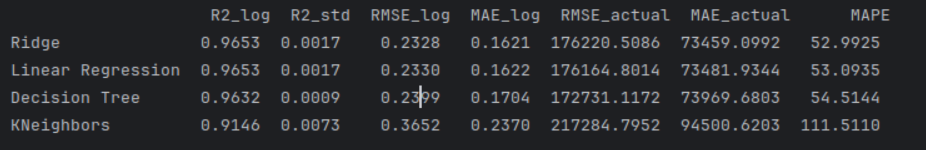 R2_log R2_std RMSE_log MAE_log RMSE_actual MAE_actual MAPE
Ridge 0.9653 0.0017 0.2328 0.1621 176220.5086 73459.0992 52.9925
Linear Regression 0.9653 0.0017 0.2330 0.1622 176164.8014 73481.9344 53.0935
Decision Tree 0.9632 0.0009 0.2399 0.1704 172731.1172 73969.6803 54.5144
KNeighbors 0.9146 0.0073 0.3652 0.2370 217284.7952 94500.6203 111.5110